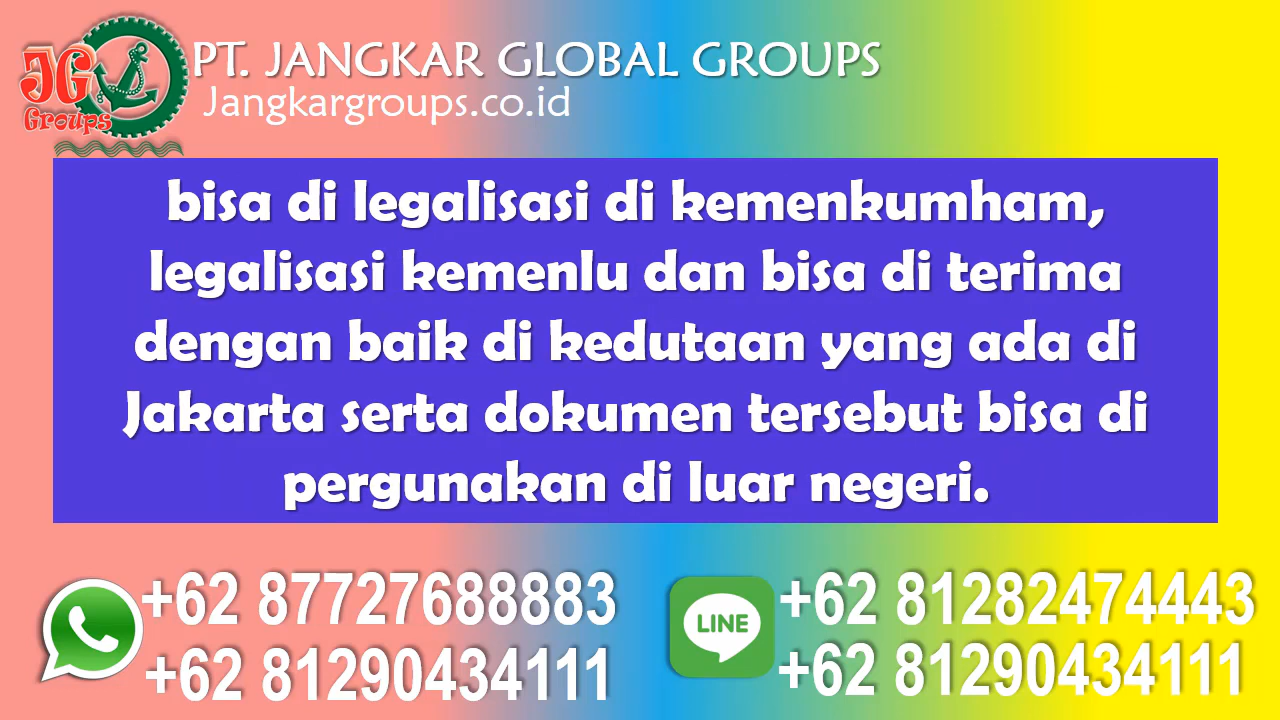 JG
Groups
PT. JANGKAR GLOBAL GROUPS
Jangkargroups.co.id
bisa di legalisasi di kemenkumham,
legalisasi kemenlu dan bisa di terima
dengan baik di kedutaan yang ada di
Jakarta serta dokumen tersebut bisa di
pergunakan di luar negeri.
+62 87727688883
+62 81290434111
LINE
+62 81282474443
+62 81290434111